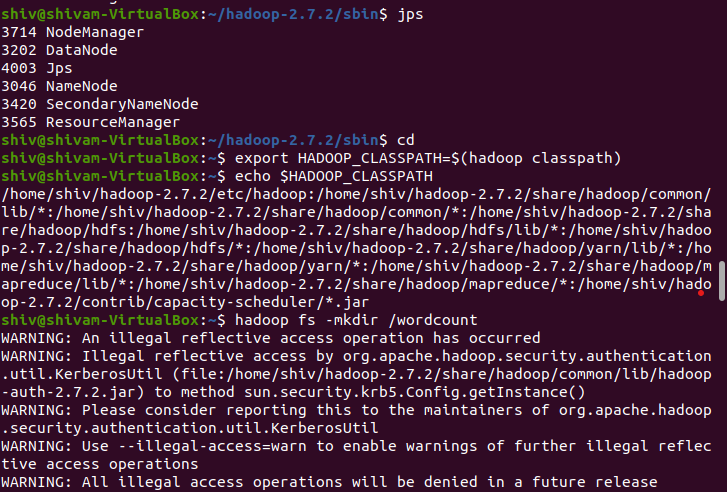 shiv@shivam-VirtualBox:~/hadoop-2.7.2/sbin$ jps
3714 NodeManager
3202 DataNode
4003 Jps
3046 NameNode
3420 SecondaryNameNode
3565 ResourceManager
shiv@shivam-VirtualBox:~/hadoop-2.7.2/sbin$ cd
shiv@shivam-VirtualBox:~$ export HADOOP_CLASSPATH=$(hadoop classpath)
shiv@shivam-VirtualBox:~$ echo $HADOOP_CLASSPATH
/home/shiv/hadoop-2.7.2/etc/hadoop:/home/shiv/hadoop-2.7.2/share/hadoop/common/
lib/*:/home/shiv/hadoop-2.7.2/share/hadoop/common/*:/home/shiv/hadoop-2.7.2/sha
re/hadoop/hdfs:/home/shiv/hadoop-2.7.2/share/hadoop/hdfs/lib/*:/home/shiv/hadoo
p-2.7.2/share/hadoop/hdfs/*:/home/shiv/hadoop-2.7.2/share/hadoop/yarn/lib/*:/ho
me/shiv/hadoop-2.7.2/share/hadoop/yarn/*:/home/shiv/hadoop-2.7.2/share/hadoop/m
apreduce/lib/*:/home/shiv/hadoop-2.7.2/share/hadoop/mapreduce/*:/home/shiv/hado
op-2.7.2/contrib/capacity-scheduler/*.jar
shiv@shivam-VirtualBox:~$ hadoop fs -mkdir /wordcount
WARNING: An illegal reflective access operation has occurred
WARNING: Illegal reflective access by org.apache.hadoop.security.authentication
.util.KerberosUtil (file:/home/shiv/hadoop-2.7.2/share/hadoop/common/lib/hadoop
-auth-2.7.2.jar) to method sun.security.krb5.Config.getInstance()
WARNING: Please consider reporting this to the maintainers of org.apache.hadoop
.security.authentication.util.KerberosUtil
WARNING: Use --illegal-access=warn to enable warnings of further illegal reflec
tive access operations
WARNING: All illegal access operations will be denied in a future release